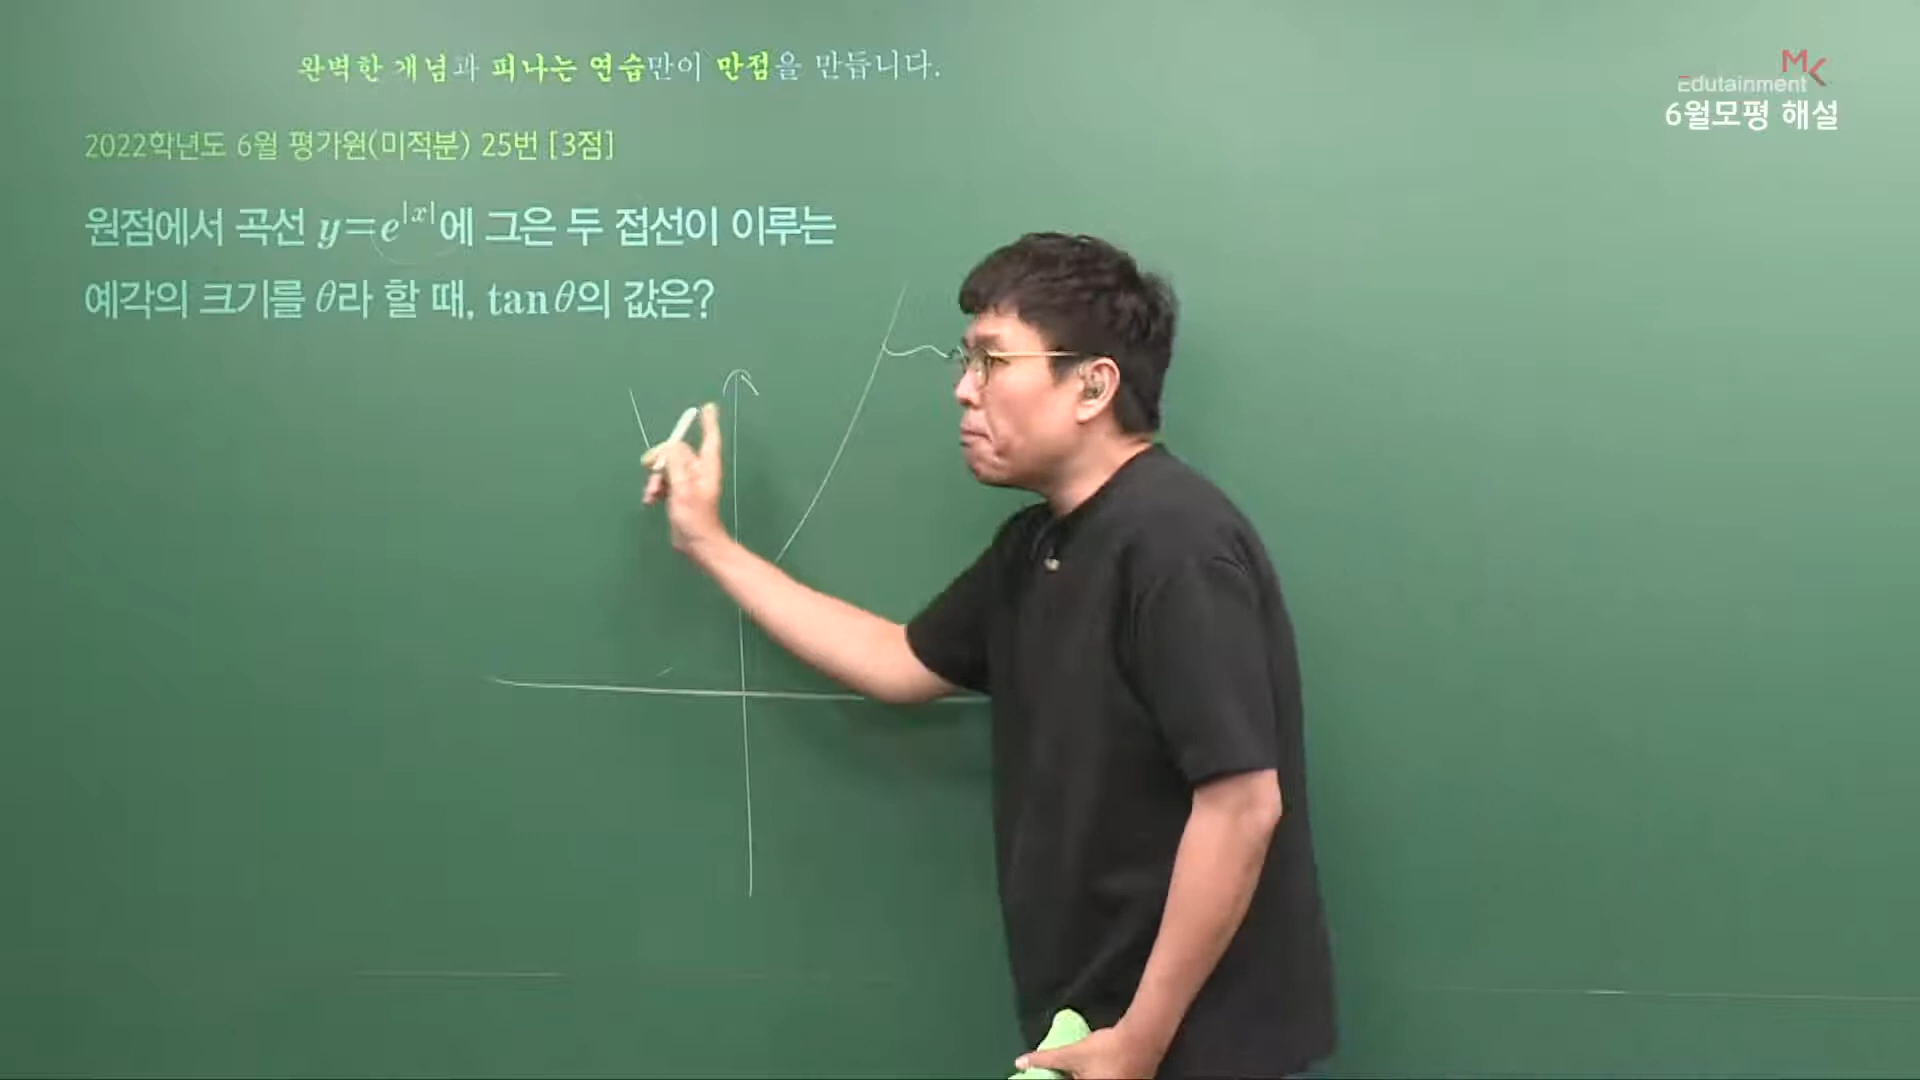 완벽한 개념과 피나는 연습만이 만점을 만듭니다.
MK
Edutainment
6월모평 해설
2022학년도 6월 평가원(미적분) 25번 [3점]
원점에서 곡선 y=e^|x|에 그은 두 접선이 이루는
예각의 크기를 θ라 할 때, tanθ의 값은?